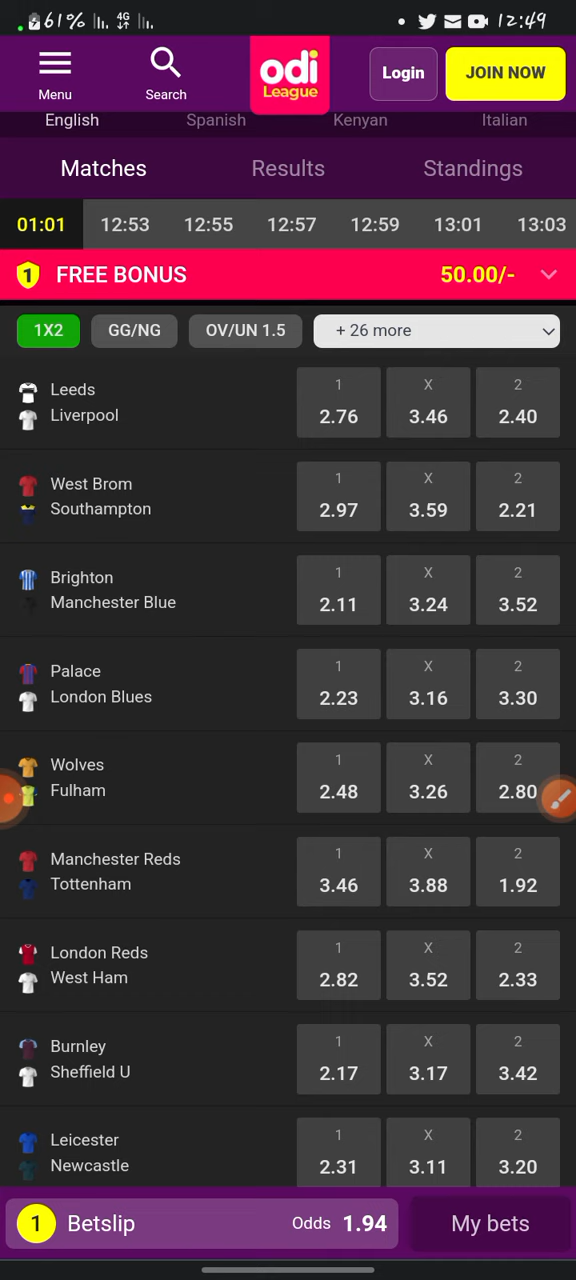 61% 4G 12:49
Menu Search odi League Login JOIN NOW
English Spanish Kenyan Italian
Matches Results Standings
01:01 12:53 12:55 12:57 12:59 13:01 13:03
1 FREE BONUS 50.00/-
1X2 GG/NG OV/UN 1.5 + 26 more
Leeds 1 X 2
Liverpool 2.76 3.46 2.40
West Brom 1 X 2
Southampton 2.97 3.59 2.21
Brighton 1 X 2
Manchester Blue 2.11 3.24 3.52
Palace 1 X 2
London Blues 2.23 3.16 3.30
Wolves 1 X 2
Fulham 2.48 3.26 2.80
Manchester Reds 1 X 2
Tottenham 3.46 3.88 1.92
London Reds 1 X 2
West Ham 2.82 3.52 2.33
Burnley 1 X 2
Sheffield U 2.17 3.17 3.42
Leicester 1 X 2
Newcastle 2.31 3.11 3.20
1 Betslip Odds 1.94 My bets